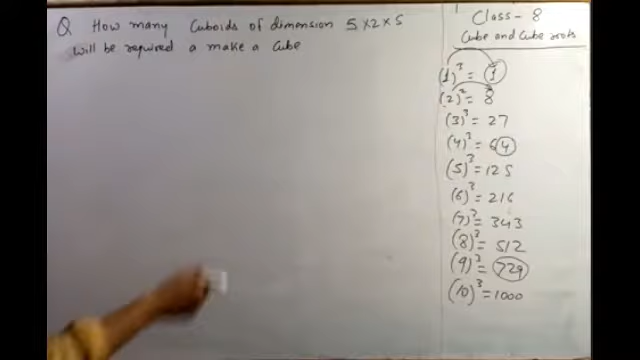 Q How many Cuboids of dimension 5×2×5
will be required a make a Cube
Class - 8
Cube and Cube roots
(1)³ = 1
(2)² = 8
(3)³ = 27
(4)³ = 64
(5)³ = 125
(6)³ = 216
(7)³ = 343
(8)³ = 512
(9)³ = 729
(10)³ = 1000